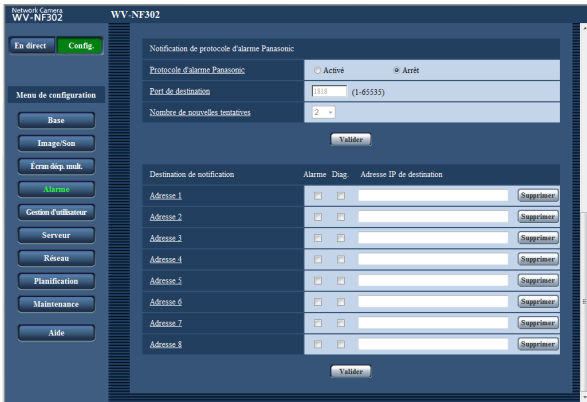 Network Camera
WV-NF302
WV-NF302
En direct
Config.
Menu de configuration
Base
Image/Son
Écran dép. mult.
Alarme
Gestion d'utilisateur
Serveur
Réseau
Planification
Maintenance
Aide
Notification de protocole d'alarme Panasonic
Protocole d'alarme Panasonic Activé Arrêt
Port de destination 1818 (1-65535)
Nombre de nouvelles tentatives 2
Valider
Destination de notification Alarme Diag. Adresse IP de destination
Adresse 1 Supprimer
Adresse 2 Supprimer
Adresse 3 Supprimer
Adresse 4 Supprimer
Adresse 5 Supprimer
Adresse 6 Supprimer
Adresse 7 Supprimer
Adresse 8 Supprimer
Valider